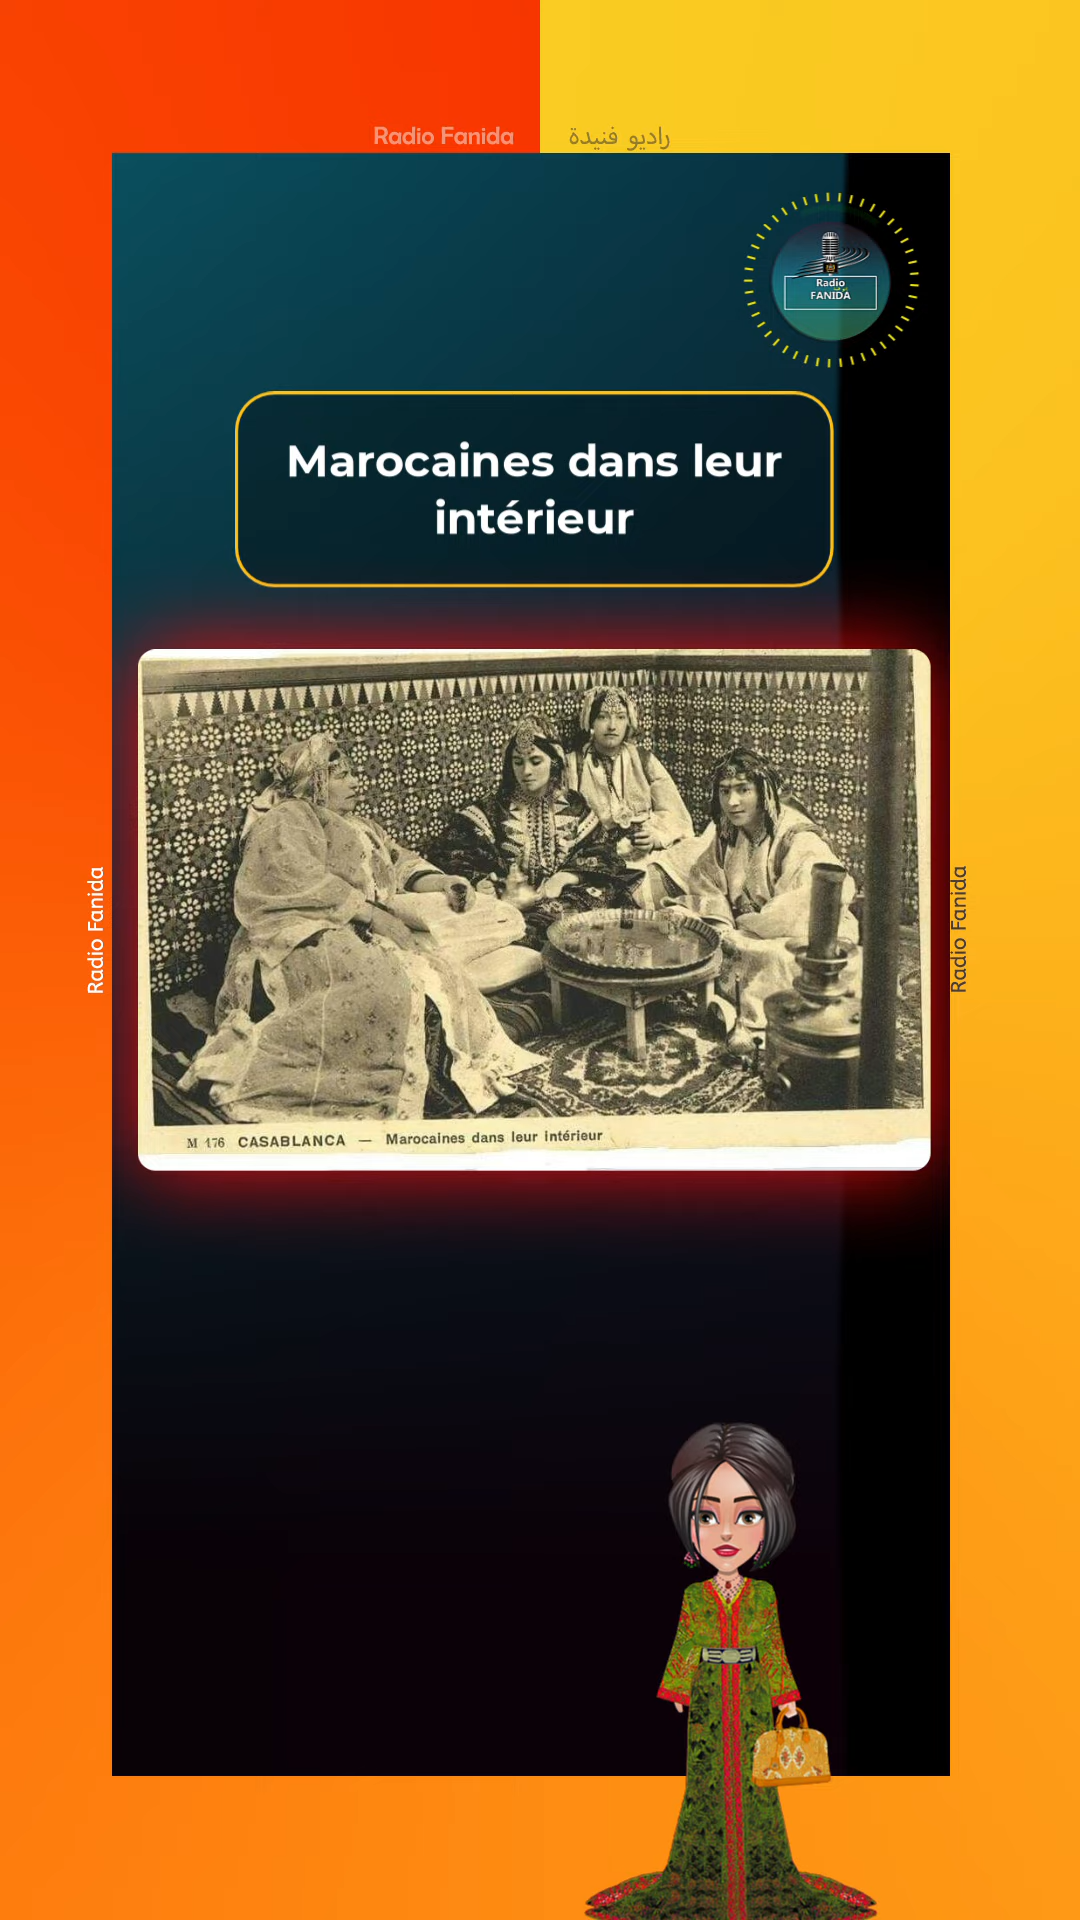 Radio Fanida
راديو فنيدة
Radio
FANIDA
Marocaines dans leur
intérieur
Radio Fanida
Radio Fanida
M 176 CASABLANCA — Marocaines dans leur intérieur